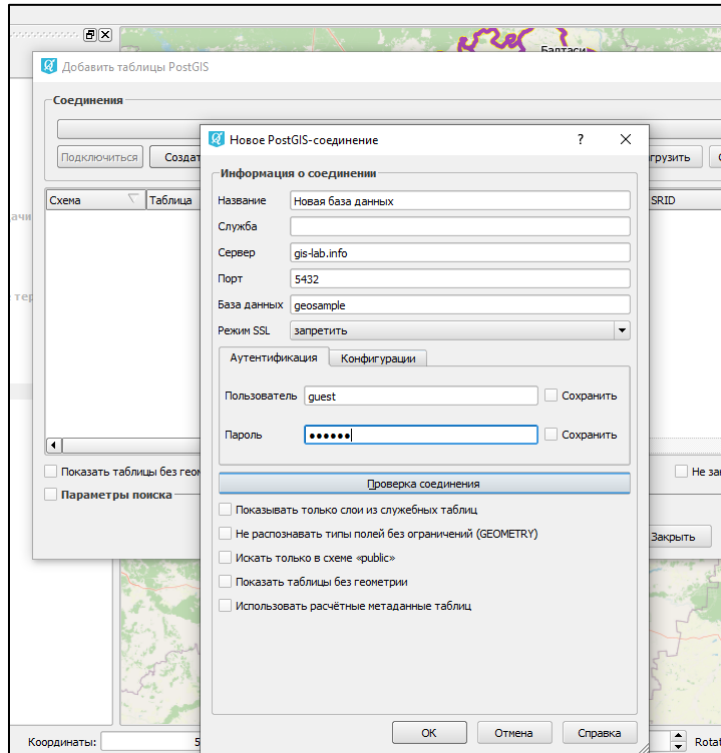 Балтаси
Добавить таблицы PostGIS
Соединения
Подключиться
Создат
грузить
Схема
Таблица
SRID
Новое PostGIS-соединение
?
Информация о соединении
Название
Новая база данных
Служба
Сервер
gis-lab.info
Порт
5432
База данных
geosample
Режим SSL
запретить
Аутентификация
Конфигурации
Пользователь
guest
Сохранить
Пароль
••••••
Сохранить
Проверка соединения
Показывать только слои из служебных таблиц
Не распознавать типы полей без ограничений (GEOMETRY)
Искать только в схеме «public»
Показать таблицы без геометрии
Использовать расчётные метаданные таблиц
OK
Отмена
Справка
Показать таблицы без геом
Параметры поиска
Не за
Закрыть
Координаты:
5
Rotat